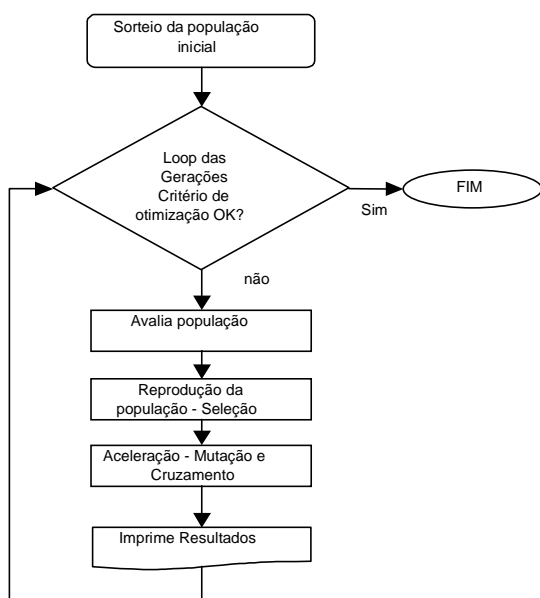 Sorteio da população
inicial
Loop das
Gerações
Critério de
otimização OK?
FIM
Sim
não
Avalia população
Reprodução da
população - Seleção
Aceleração - Mutação e
Cruzamento
Imprime Resultados